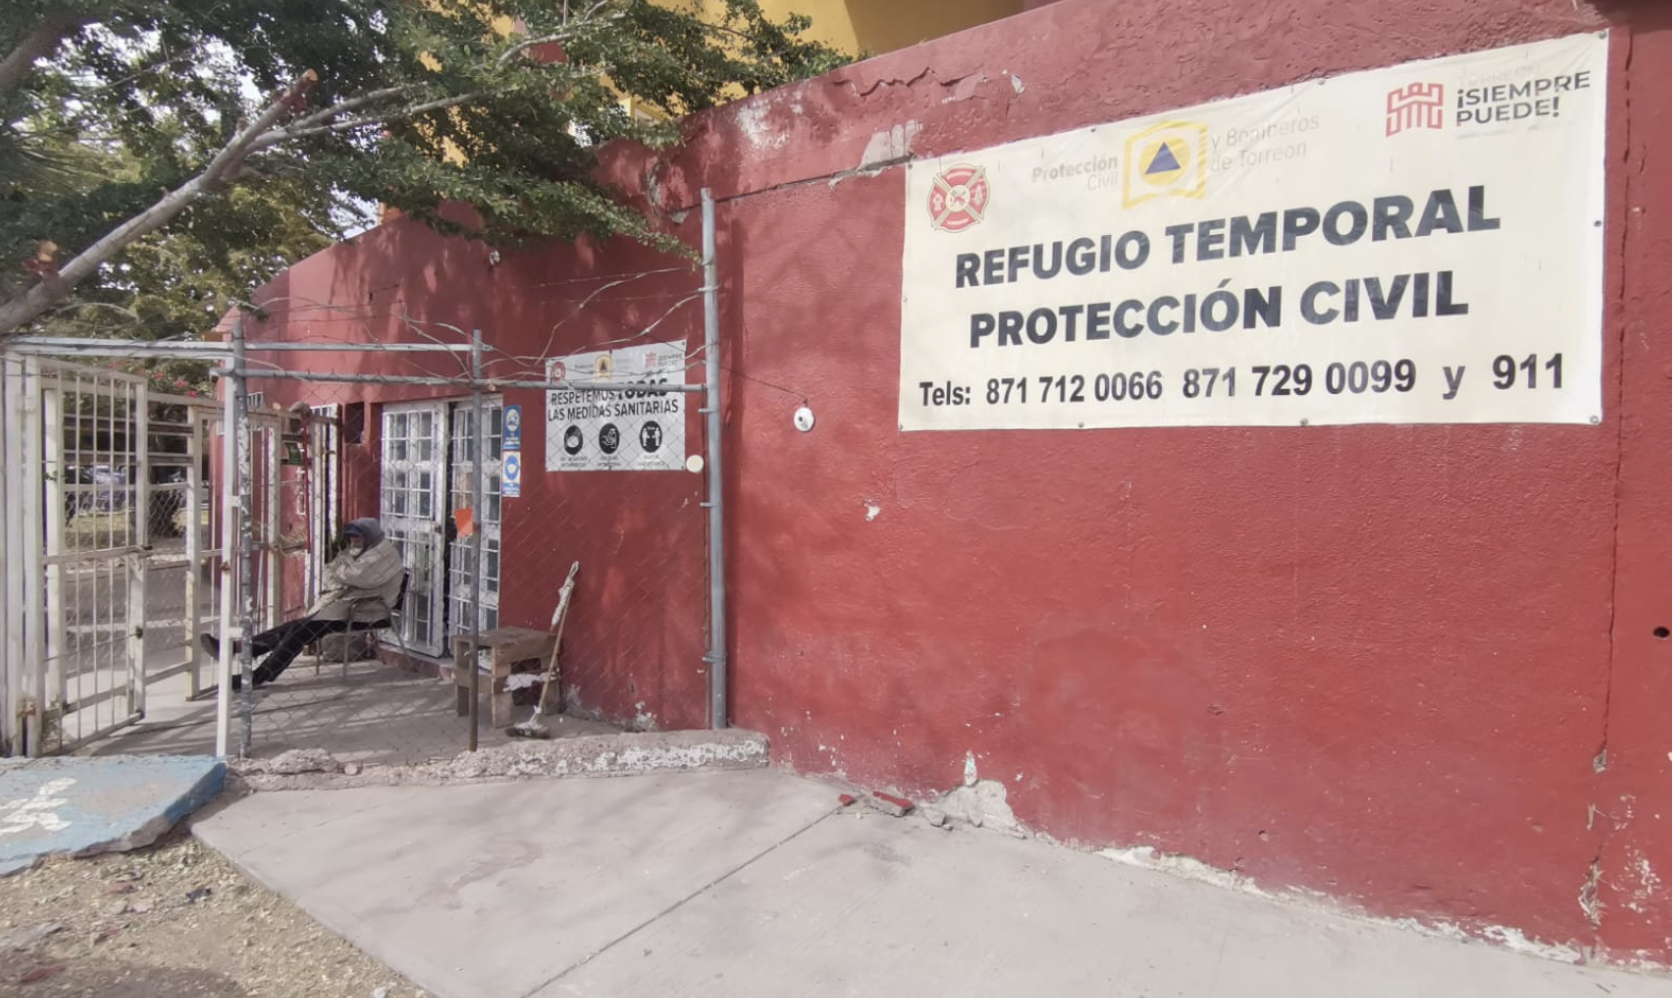 Protección
Civil
y Bomberos
de Torreón
¡SIEMPRE
PUEDE!
REFUGIO TEMPORAL
PROTECCIÓN CIVIL
Tels: 871 712 0066 871 729 0099 y 911
RESPETEMOS TODAS
LAS MEDIDAS SANITARIAS